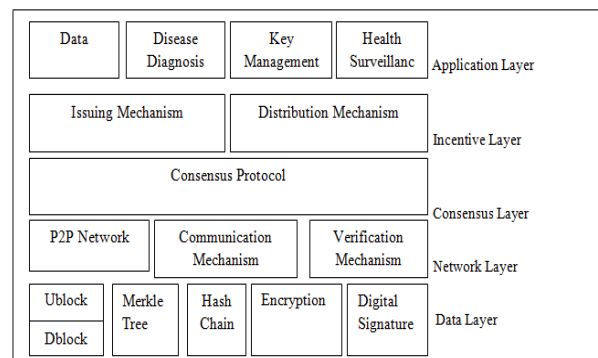 Data
Disease
Diagnosis
Key
Management
Health
Surveillanc
Application Layer
Issuing Mechanism
Distribution Mechanism
Incentive Layer
Consensus Protocol
Consensus Layer
P2P Network
Communication
Mechanism
Verification
Mechanism
Network Layer
Ublock
Dblock
Merkle
Tree
Hash
Chain
Encryption
Digital
Signature
Data Layer